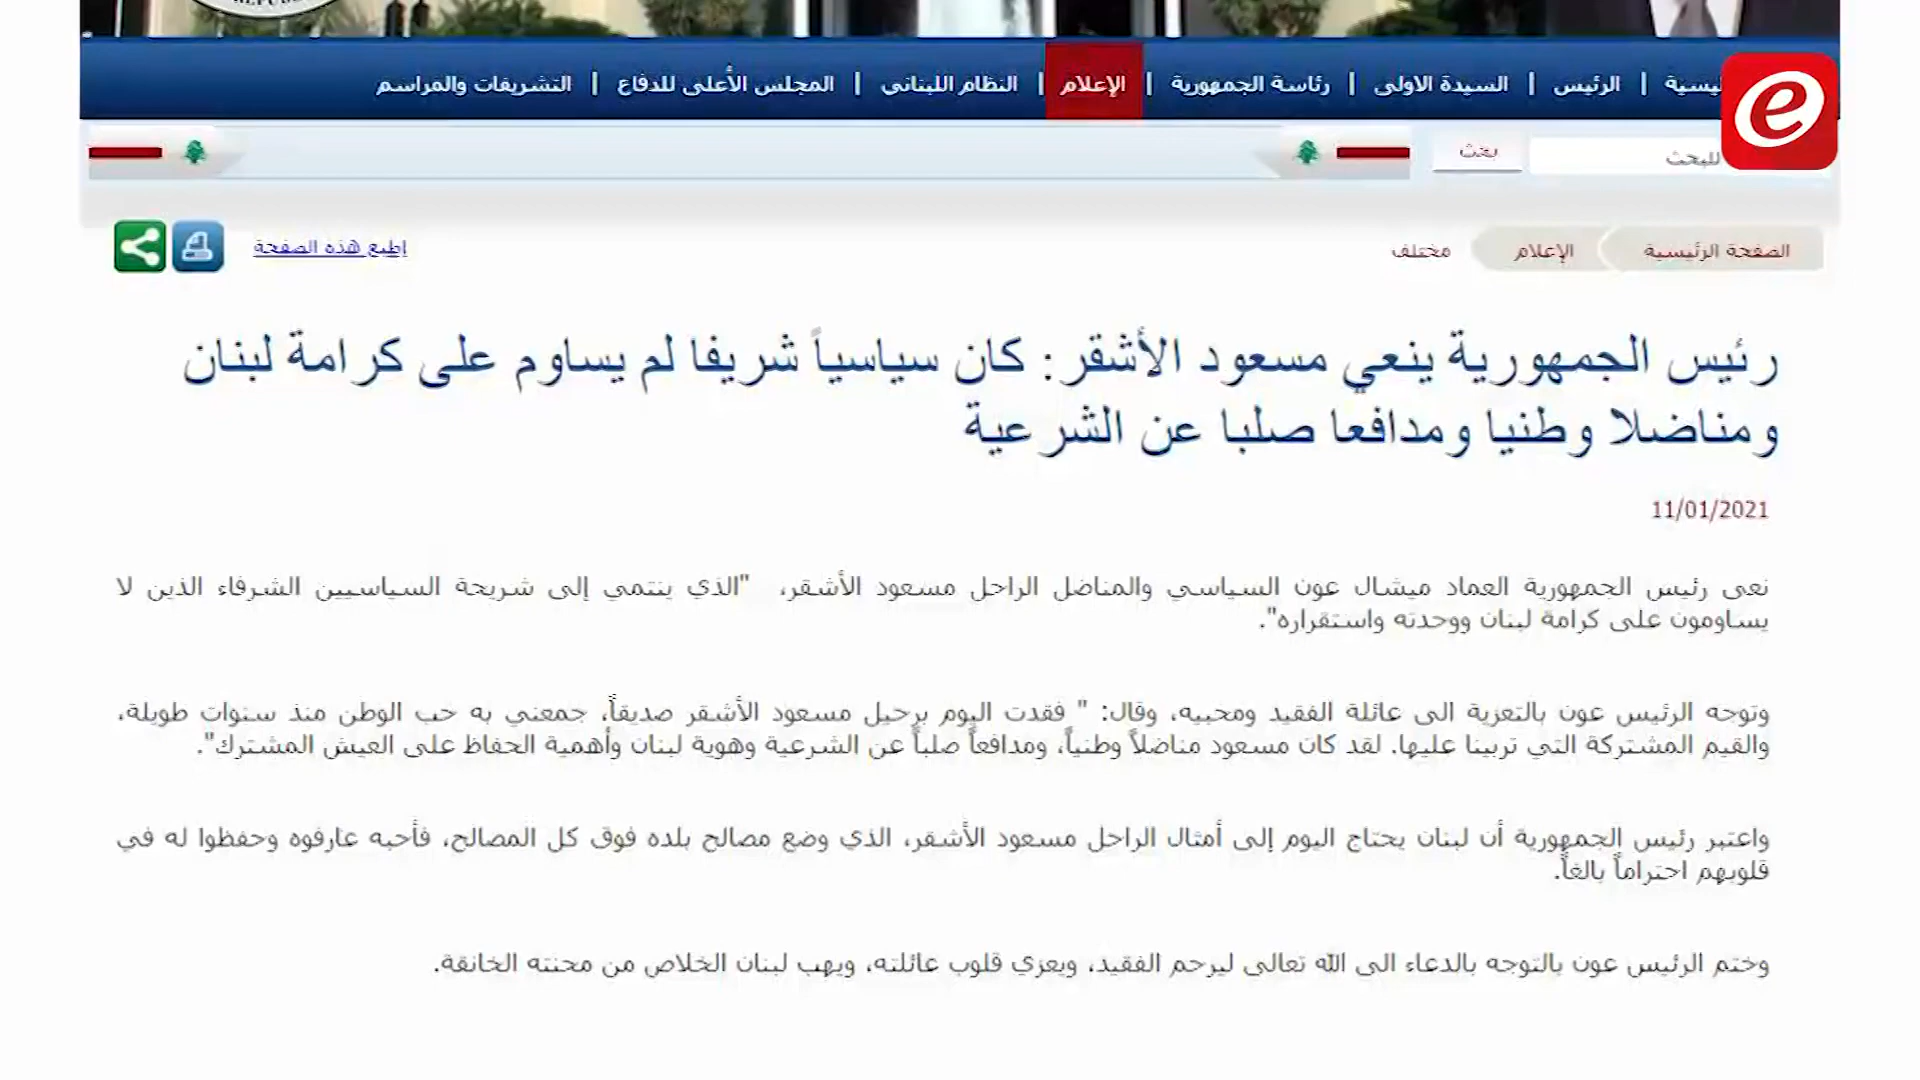 REPUBL
الرئيس | السيدة الاولى | رئاسة الجمهورية | الإعلام | النظام اللبناني | المجلس الأعلى للدفاع | التشريفات والمراسم
للبحث بحث
الصفحة الرئيسية الإعلام مختلف إطبع هذه الصفحة
رئيس الجمهورية ينعي مسعود الأشقر: كان سياسياً شريفا لم يساوم على كرامة لبنان
ومناضلا وطنيا ومدافعا صلبا عن الشرعية
11/01/2021
نعى رئيس الجمهورية العماد ميشال عون السياسي والمناضل الراحل مسعود الأشقر، "الذي ينتمي إلى شريحة السياسيين الشرفاء الذين لا
يساومون على كرامة لبنان ووحدته واستقراره".
وتوجه الرئيس عون بالتعزية الى عائلة الفقيد ومحبيه، وقال: " فقدت اليوم برحيل مسعود الأشقر صديقاً، جمعني به حب الوطن منذ سنوات طويلة،
والقيم المشتركة التي تربينا عليها. لقد كان مسعود مناضلاً وطنياً، ومدافعاً صلباً عن الشرعية وهوية لبنان وأهمية الحفاظ على العيش المشترك".
واعتبر رئيس الجمهورية أن لبنان يحتاج اليوم إلى أمثال الراحل مسعود الأشقر، الذي وضع مصالح بلده فوق كل المصالح، فأحبه عارفوه وحفظوا له في
قلوبهم احتراماً بالغاً.
وختم الرئيس عون بالتوجه بالدعاء الى الله تعالى ليرحم الفقيد، ويعزي قلوب عائلته، ويهب لبنان الخلاص من محنته الخانقة.